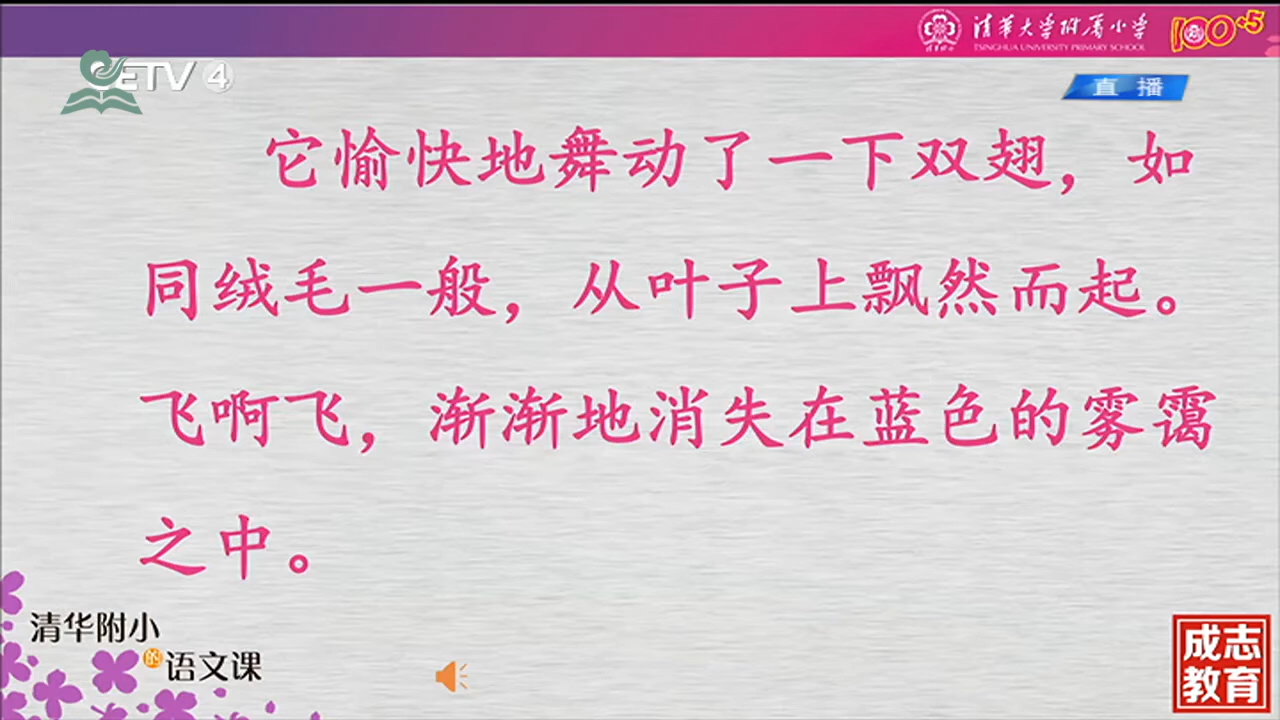 清华大学附属小学
TSINGHUA UNIVERSITY PRIMARY SCHOOL
100+5
CETV 4
直播
它愉快地舞动了一下双翅，如
同绒毛一般，从叶子上飘然而起。
飞啊飞，渐渐地消失在蓝色的雾霭
之中。
清华附小
的语文课
成志
教育